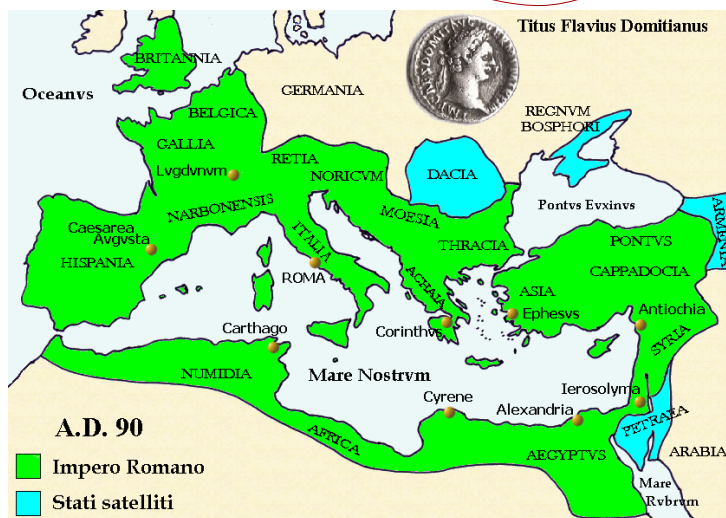 Titus Flavius Domitianus
BRITANNIA
Oceanvs
GERMANIA
BELGICA
REGNVM
BOSPHORI
GALLIA
RETIA
Lvgdvnvm
NORICVM
DACIA
NARBONENSIS
MOESIA
Pontvs Evxinvs
ARMENIA
Caesarea
Avgvsta
ITALIA
THRACIA
PONTVS
HISPANIA
ROMA
ACHAIA
CAPPADOCIA
ASIA
Ephesvs
Antiochia
Carthago
Corinthvs
SYRIA
NUMIDIA
Mare Nostrvm
Ierosolyma
Cyrene
Alexandria
PETRAEA
A.D. 90
AFRICA
AEGYPTVS
ARABIA
Impero Romano
Mare
Rvbrvm
Stati satelliti